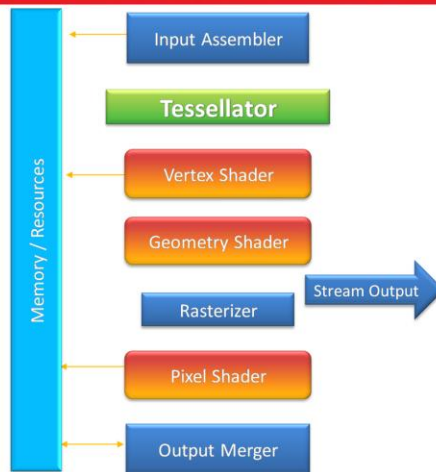 Input Assembler
Tessellator
Memory / Resources
Vertex Shader
Geometry Shader
Stream Output
Rasterizer
Pixel Shader
Output Merger